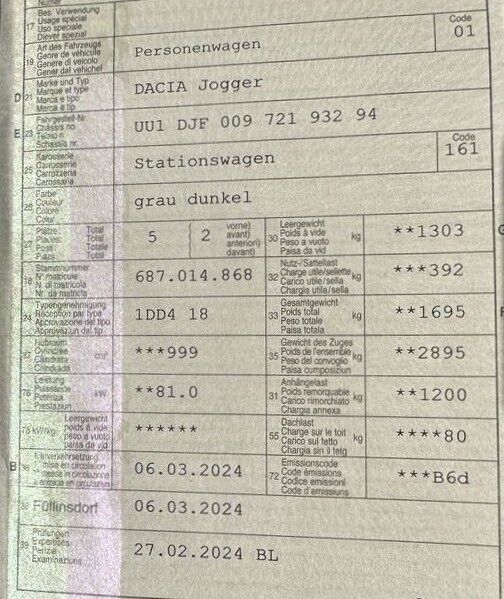 Bes. Verwendung
17 Usage spécial
Uso speciale
Diever spezial
Code
01
19 Art des Fahrzeugs
Genre de véhicule
Genere di veicolo
Gener dal vehichel
Personenwagen
D 21 Marke und Typ
Marque et type
Marca e tipo
Marca e tip
DACIA Jogger
E 23 Fahrgestell-Nr.
Châssis no
Telaio n.
Schassis nr.
UU1 DJF 009 721 932 94
25 Karosserie
Carrosserie
Carrozzeria
Carossaria
Stationswagen
Code
161
26 Farbe
Couleur
Colore
Colur
grau dunkel
27 Plätze: Total
Places: Total
Posti: Totale
Plazs: Total
5 ( 2 vorne)
avant)
anteriori)
davant)
30 Leergewicht
Poids à vide
Peso a vuoto
Paisa da vid
kg
**1303
18 Stammnummer
N° matricule
N. di matricola
Nr. da matricla
687.014.868
32 Nutz-/Sattellast
Charge utile/sellette
Carico utile/sella
Chargia utila/sella
kg
***392
24 Typengenehmigung
Réception par type
Approvazione del tipo
Approvaziun dal tip
1DD4 18
33 Gesamtgewicht
Poids total
Peso totale
Paisa totala
kg
**1695
37 Hubraum
Cylindrée
Cilindrata
Cilindrada
cm³
***999
35 Gewicht des Zuges
Poids de l'ensemble
Peso del convoglio
Paisa cumposiziun
kg
**2895
76 Leistung
Puissance
Potenza
Prestaziun
kW
**81.0
31 Anhängelast
Poids remorquable
Carico rimorchiato
Chargia annexa
kg
**1200
78 kW/kg Leergewicht
poids à vide
peso a vuoto
paisa da vid
******
55 Dachlast
Charge sur le toit
Carico sul tetto
Chargia sin il tetg
kg
****80
B 36 Inverkehrsetzung
mise en circulation
messa in circolazione
entrada en circulaziun
06.03.2024
72 Emissionscode
Code émissions
Codice emissioni
Code d'emissiuns
***B6d
Füllinsdorf
06.03.2024
39 Prüfungen
Expertises
Perizie
Examinaziuns
27.02.2024 BL